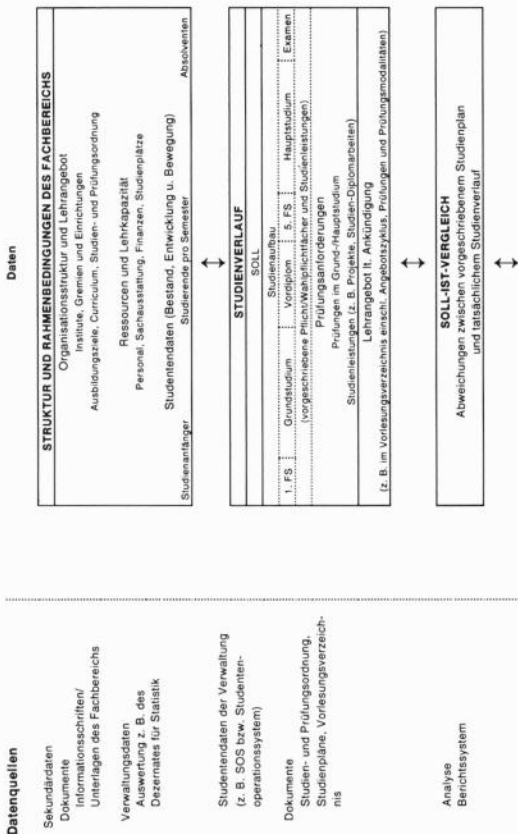 Datenquellen
Sekundärdaten
Dokumente
Informationsschriften/
Unterlagen des Fachbereichs
Verwaltungsdaten
Auswertung z. B. des
Dezernates für Statistik
Studentendaten der Verwaltung
(z. B. SOS bzw. Studenten-
operationssystem)
Dokumente
Studien- und Prüfungsordnung,
Studienpläne, Vorlesungsverzeich-
nis
Analyse
Berichtssystem
Daten
STRUKTUR UND RAHMENBEDINGUNGEN DES FACHBEREICHS
Organisationsstruktur und Lehrangebot
Institute, Gremien und Einrichtungen
Ausbildungsziele, Curriculum, Studien- und Prüfungsordnung
Ressourcen und Lehrkapazität
Personal, Sachausstattung, Finanzen, Studienplätze
Studentendaten (Bestand, Entwicklung u. Bewegung)
Studienanfänger Studierende pro Semester Absolventen
STUDIENVERLAUF
SOLL
Studienaufbau
1. FS Grundstudium Vordiplom 5. FS Hauptstudium Examen
(vorgeschriebene Pflicht/Wahlpflichtfächer und Studienleistungen)
Prüfungsanforderungen
Prüfungen im Grund-/Hauptstudium
Studienleistungen (z. B. Projekte, Studien-Diplomarbeiten)
Lehrangebot lt. Ankündigung
(z. B. im Vorlesungsverzeichnis einschl. Angebotszyklus, Prüfungen und Prüfungsmodalitäten)
SOLL-IST-VERGLEICH
Abweichungen zwischen vorgeschriebenem Studienplan
und tatsächlichem Studienverlauf